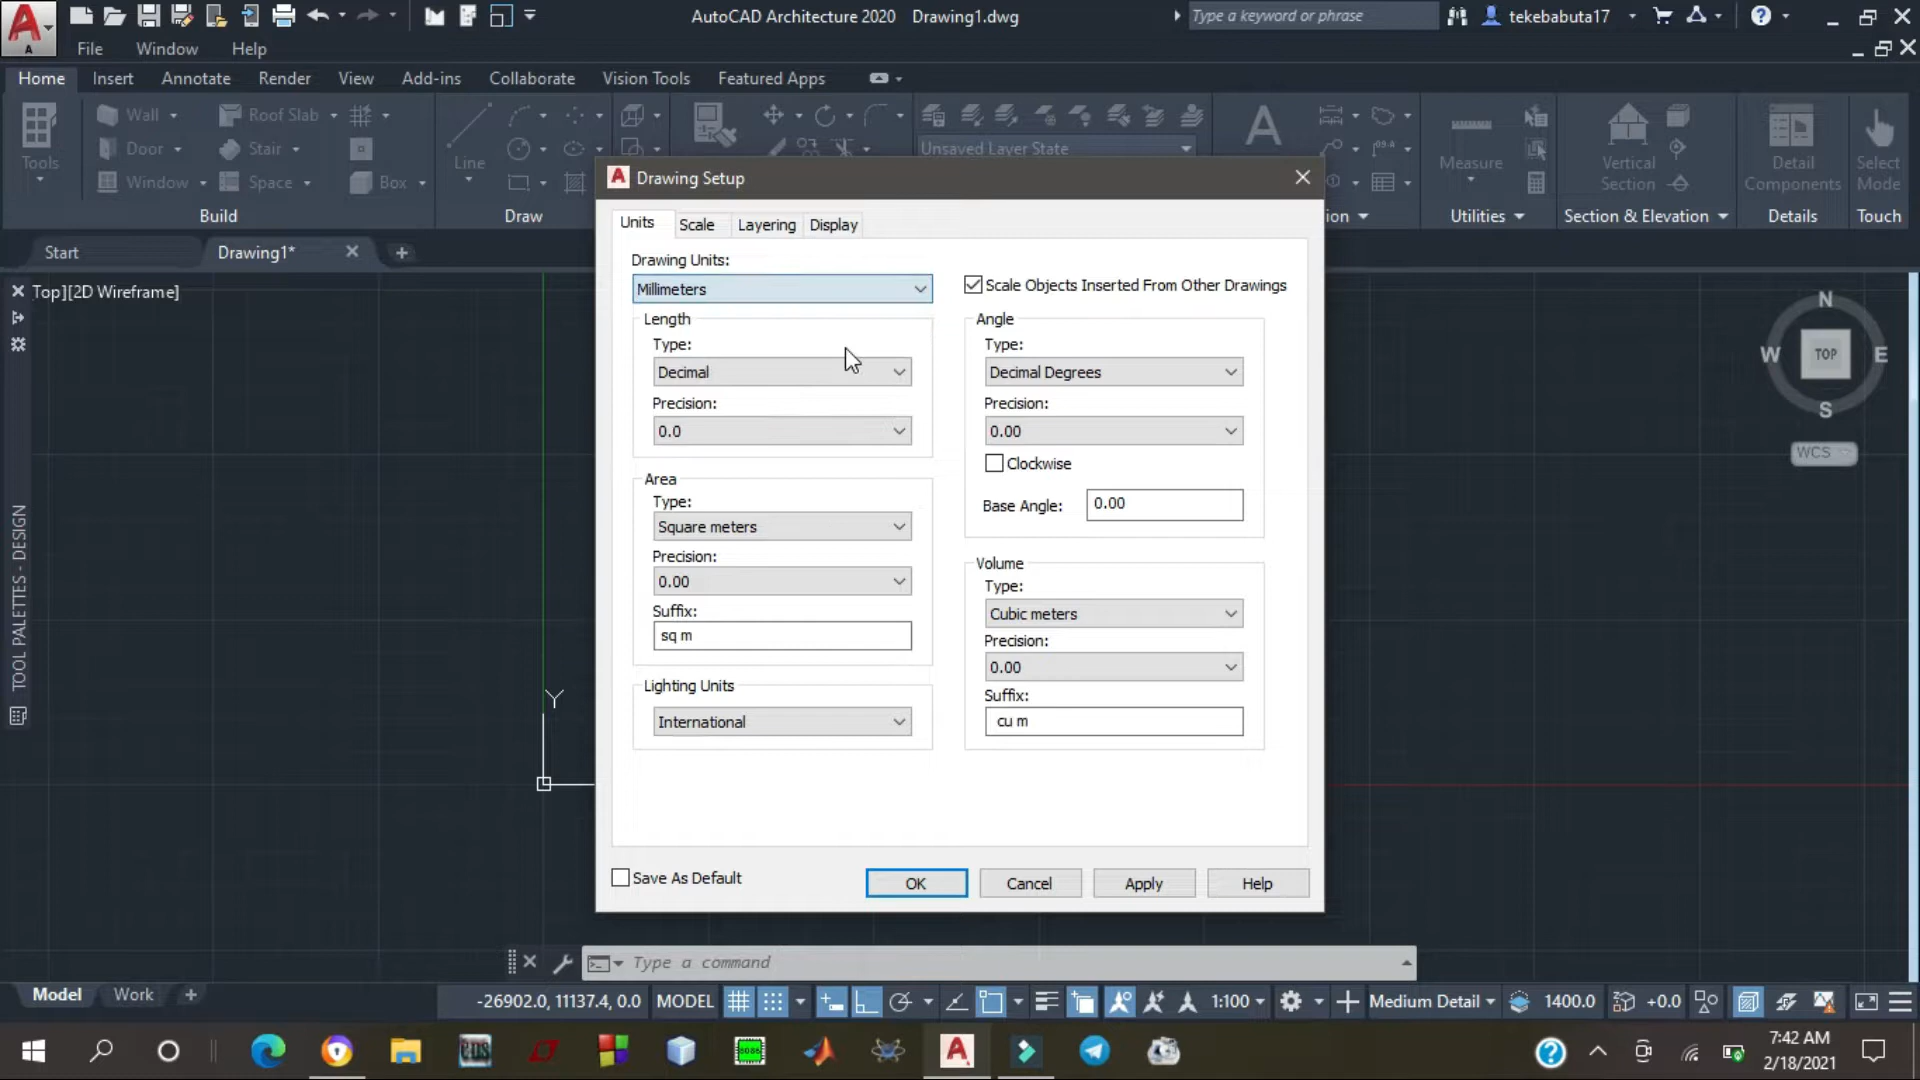 AutoCAD Architecture 2020 Drawing1.dwg
Type a keyword or phrase
tekebabuta17
A
File Window Help
Home Insert Annotate Render View Add-ins Collaborate Vision Tools Featured Apps
Tools
Wall
Door
Window
Roof Slab
Stair
Space
Box
Line
Unsaved Layer State
Measure
Vertical
Section
Detail
Components
Select
Mode
Build
Draw
Utilities
Section & Elevation
Details
Touch
Start
Drawing1*
Top][2D Wireframe]
TOOL PALETTES - DESIGN
N
W
TOP
E
S
WCS
Y
Drawing Setup
Units Scale Layering Display
Drawing Units:
Millimeters
Scale Objects Inserted From Other Drawings
Length
Type:
Decimal
Precision:
0.0
Angle
Type:
Decimal Degrees
Precision:
0.00
Clockwise
Base Angle: 0.00
Area
Type:
Square meters
Precision:
0.00
Suffix:
sq m
Volume
Type:
Cubic meters
Precision:
0.00
Suffix:
cu m
Lighting Units
International
Save As Default
OK Cancel Apply Help
Type a command
Model Work
-26902.0, 11137.4, 0.0 MODEL 1:100 Medium Detail 1400.0 +0.0
7:42 AM
2/18/2021